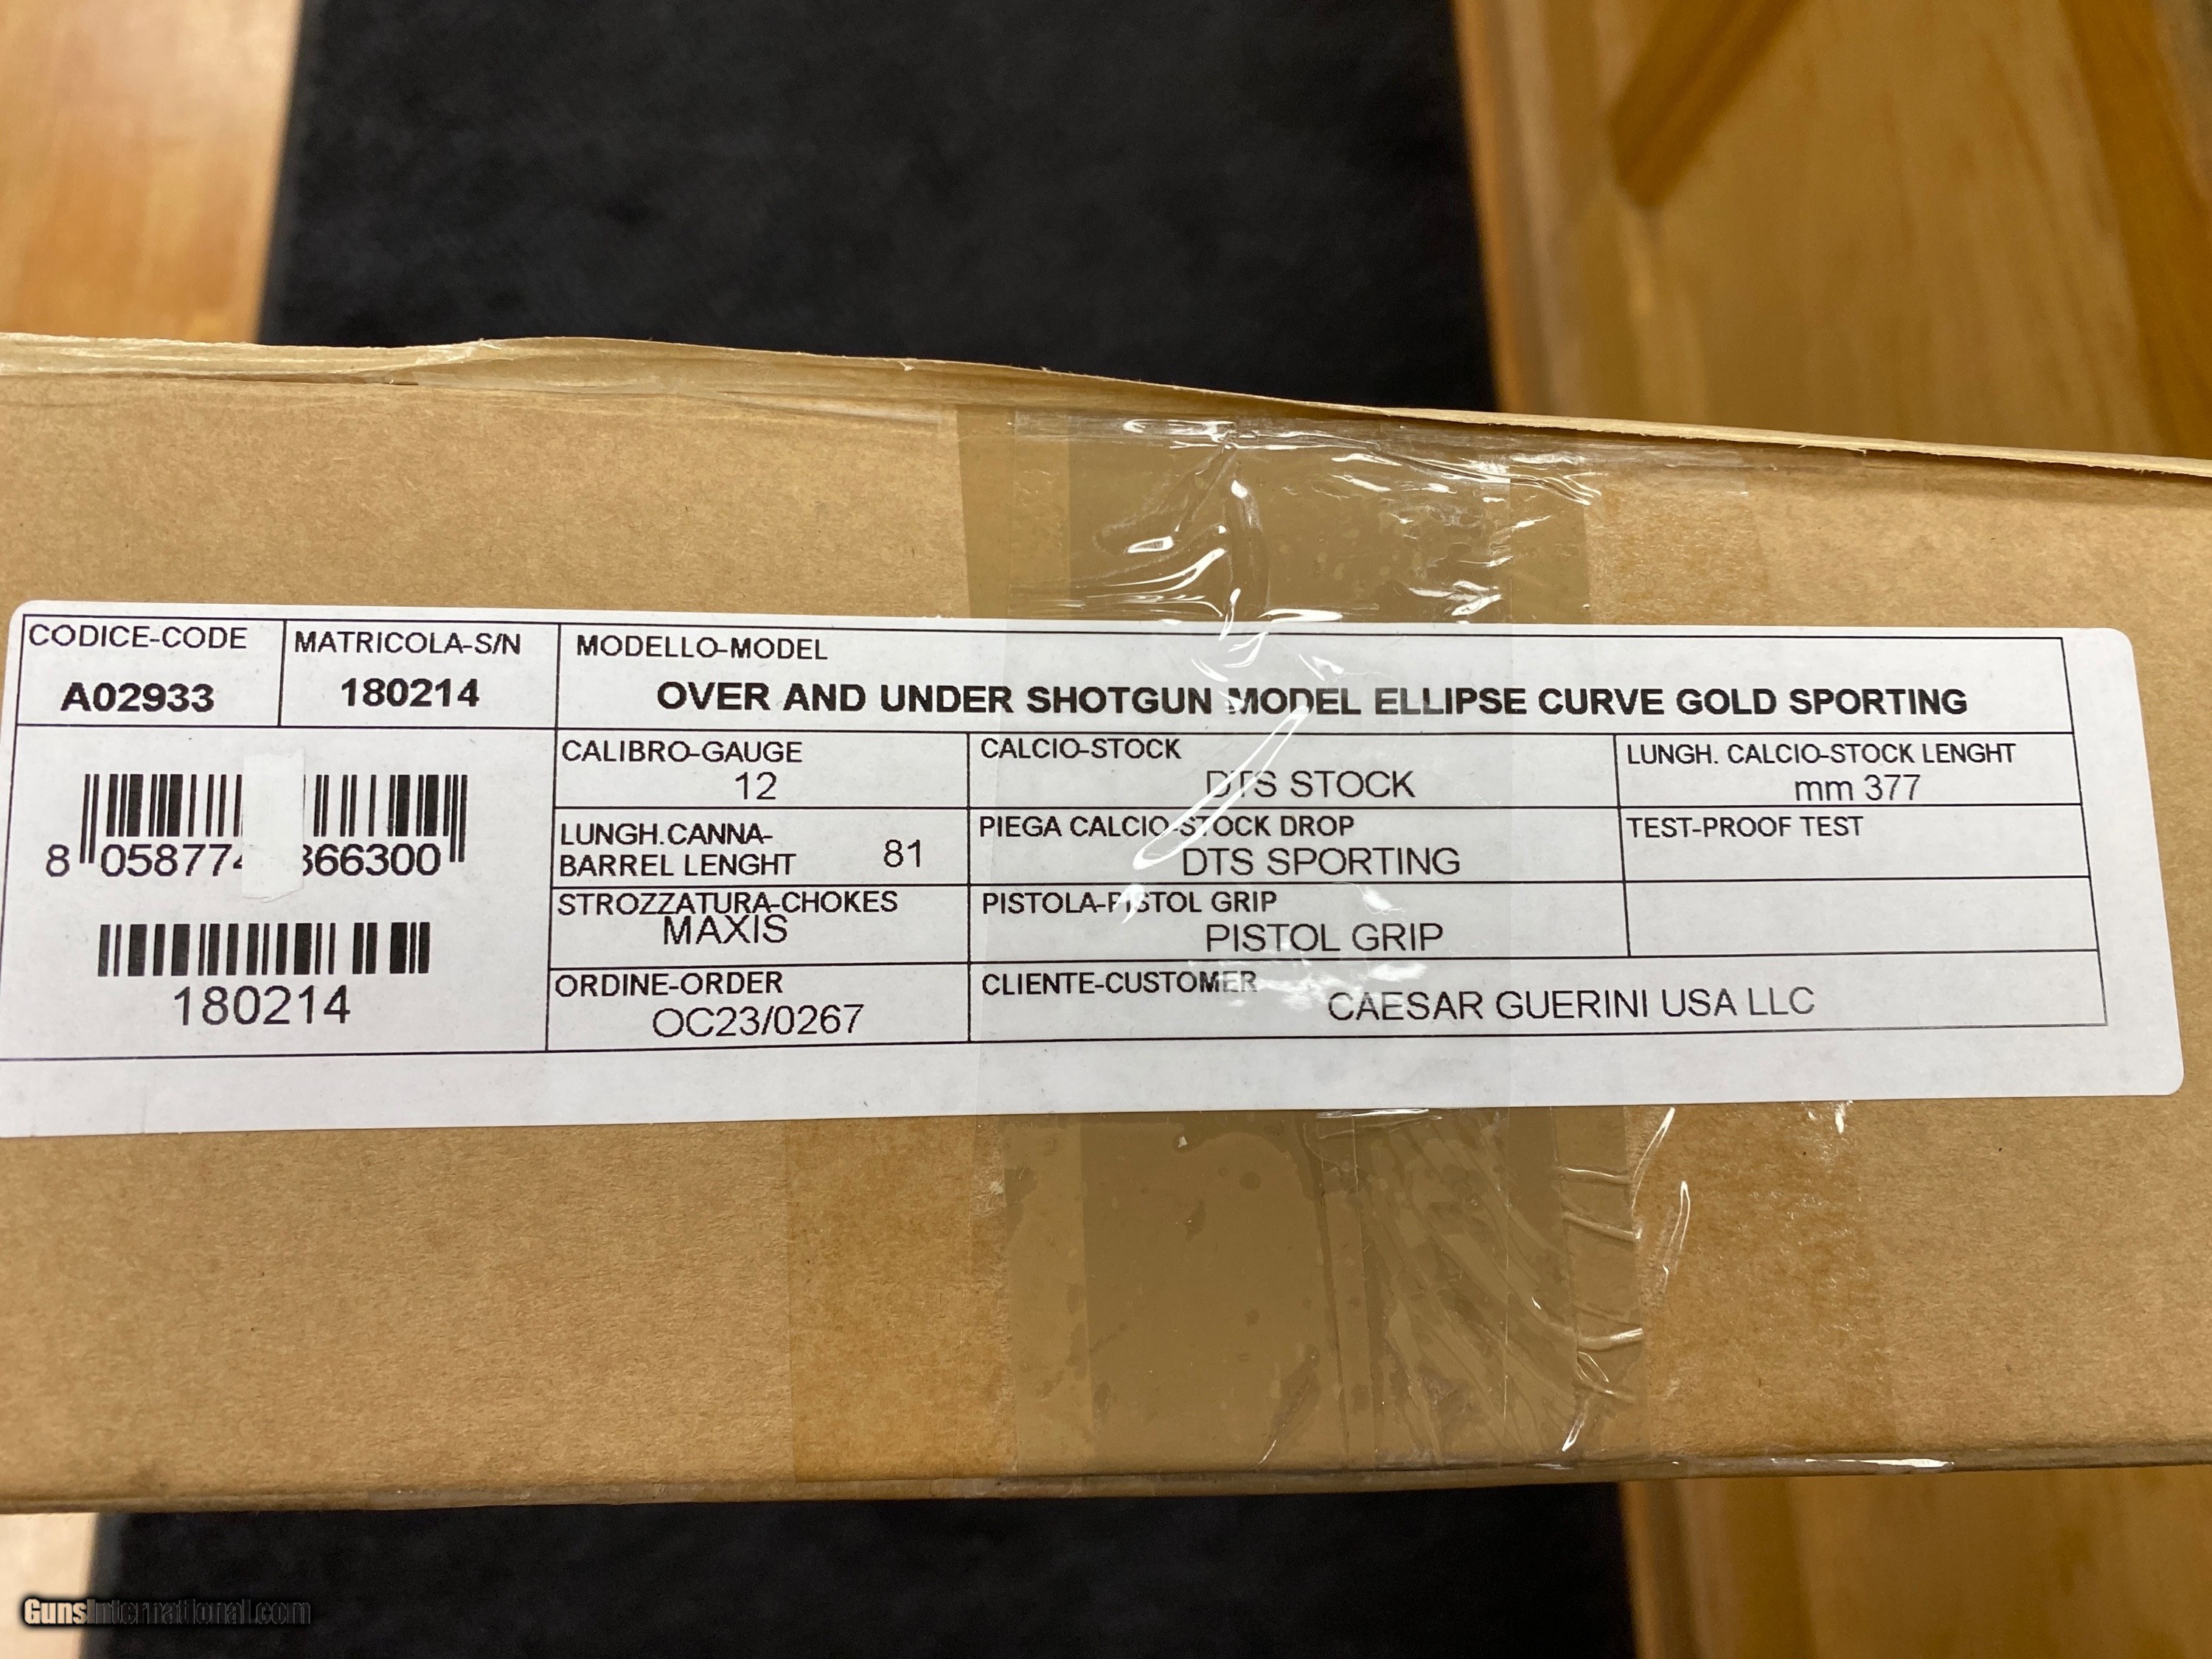 CODICE-CODE
A02933
MATRICOLA-S/N
180214
MODELLO-MODEL
OVER AND UNDER SHOTGUN MODEL ELLIPSE CURVE GOLD SPORTING
8 058774 366300
180214
CALIBRO-GAUGE
12
CALCIO-STOCK
DTS STOCK
LUNGH. CALCIO-STOCK LENGHT
mm 377
LUNGH.CANNA-
BARREL LENGHT 81
PIEGA CALCIO-STOCK DROP
DTS SPORTING
TEST-PROOF TEST
STROZZATURA-CHOKES
MAXIS
PISTOLA-PISTOL GRIP
PISTOL GRIP
ORDINE-ORDER
OC23/0267
CLIENTE-CUSTOMER
CAESAR GUERINI USA LLC
GunsInternational.com